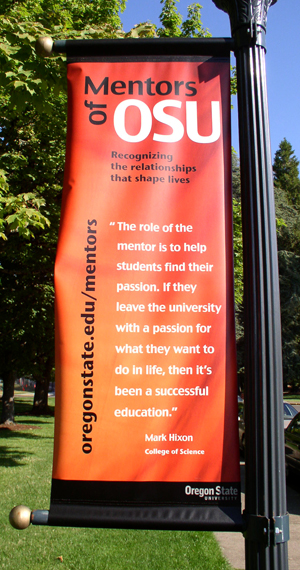 Mentors
of OSU
Recognizing
the relationships
that shape lives
oregonstate.edu/mentors
"The role of the
mentor is to help
students find their
passion. If they
leave the university
with a passion for
what they want to
do in life, then it's
been a successful
education."
Mark Hixon
College of Science
Oregon State
UNIVERSITY